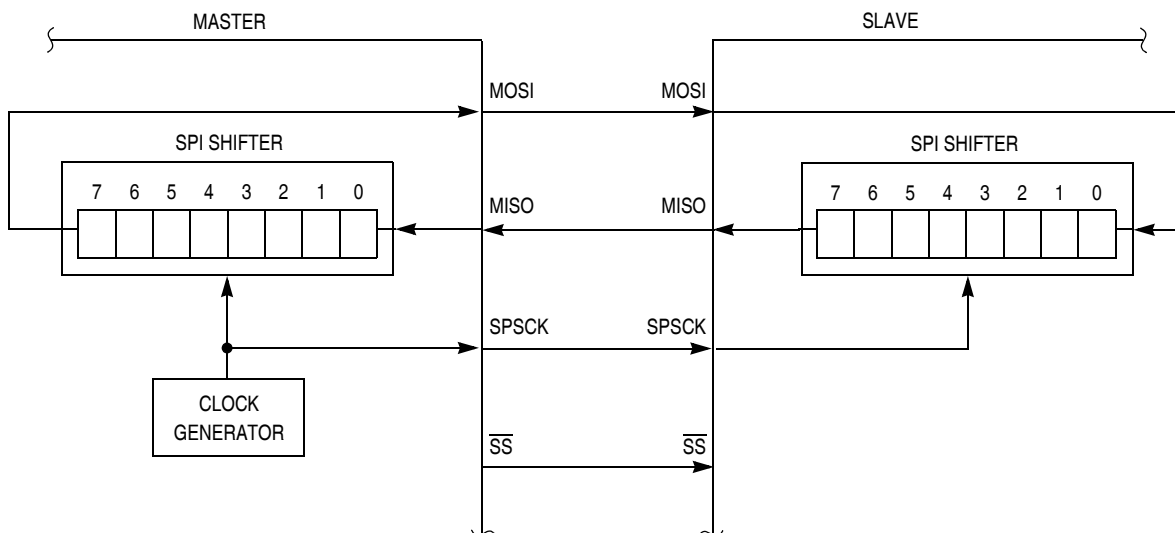 MASTER
SLAVE
MOSI MOSI
SPI SHIFTER
SPI SHIFTER
7 6 5 4 3 2 1 0
7 6 5 4 3 2 1 0
MISO MISO
SPSCK SPSCK
CLOCK
GENERATOR
SS SS